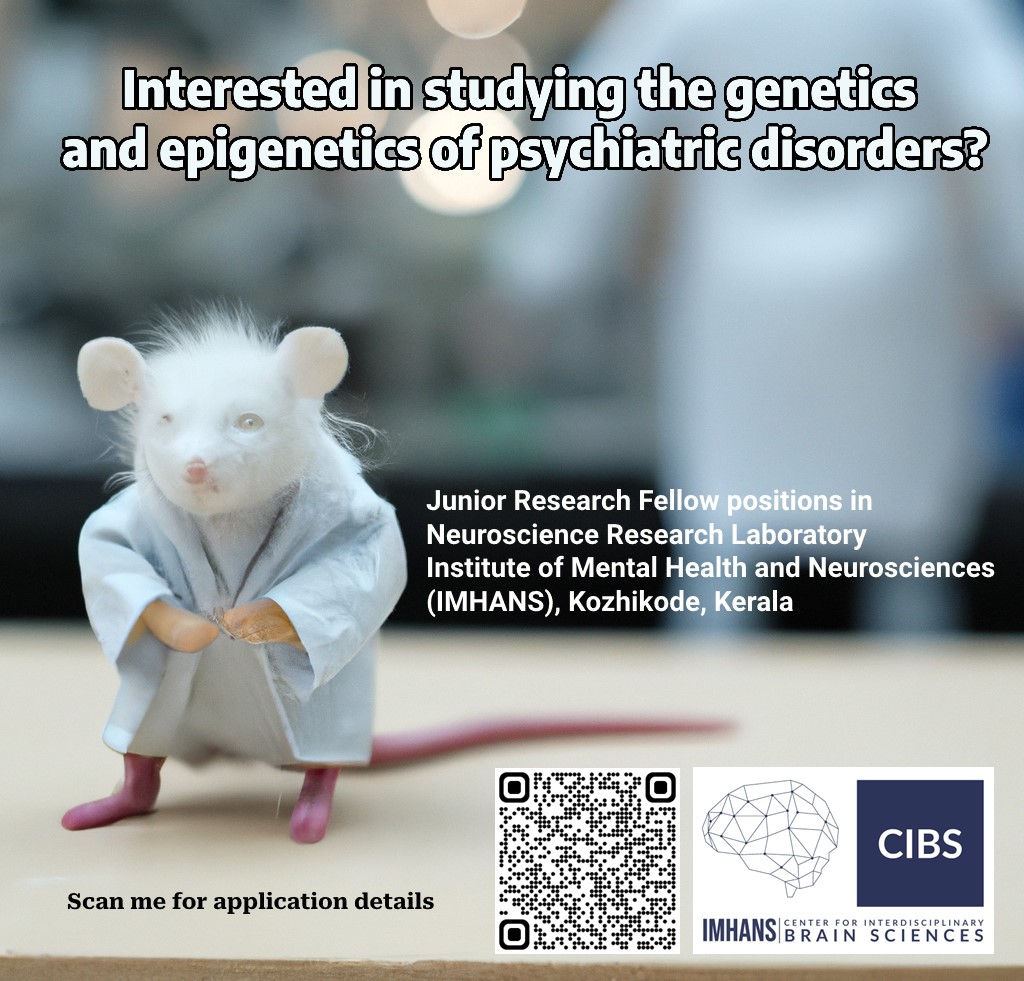 Interested in studying the genetics
and epigenetics of psychiatric disorders?
Junior Research Fellow positions in
Neuroscience Research Laboratory
Institute of Mental Health and Neurosciences
(IMHANS), Kozhikode, Kerala
Scan me for application details
CIBS
IMHANS
CENTER FOR INTERDISCIPLINARY
BRAIN SCIENCES